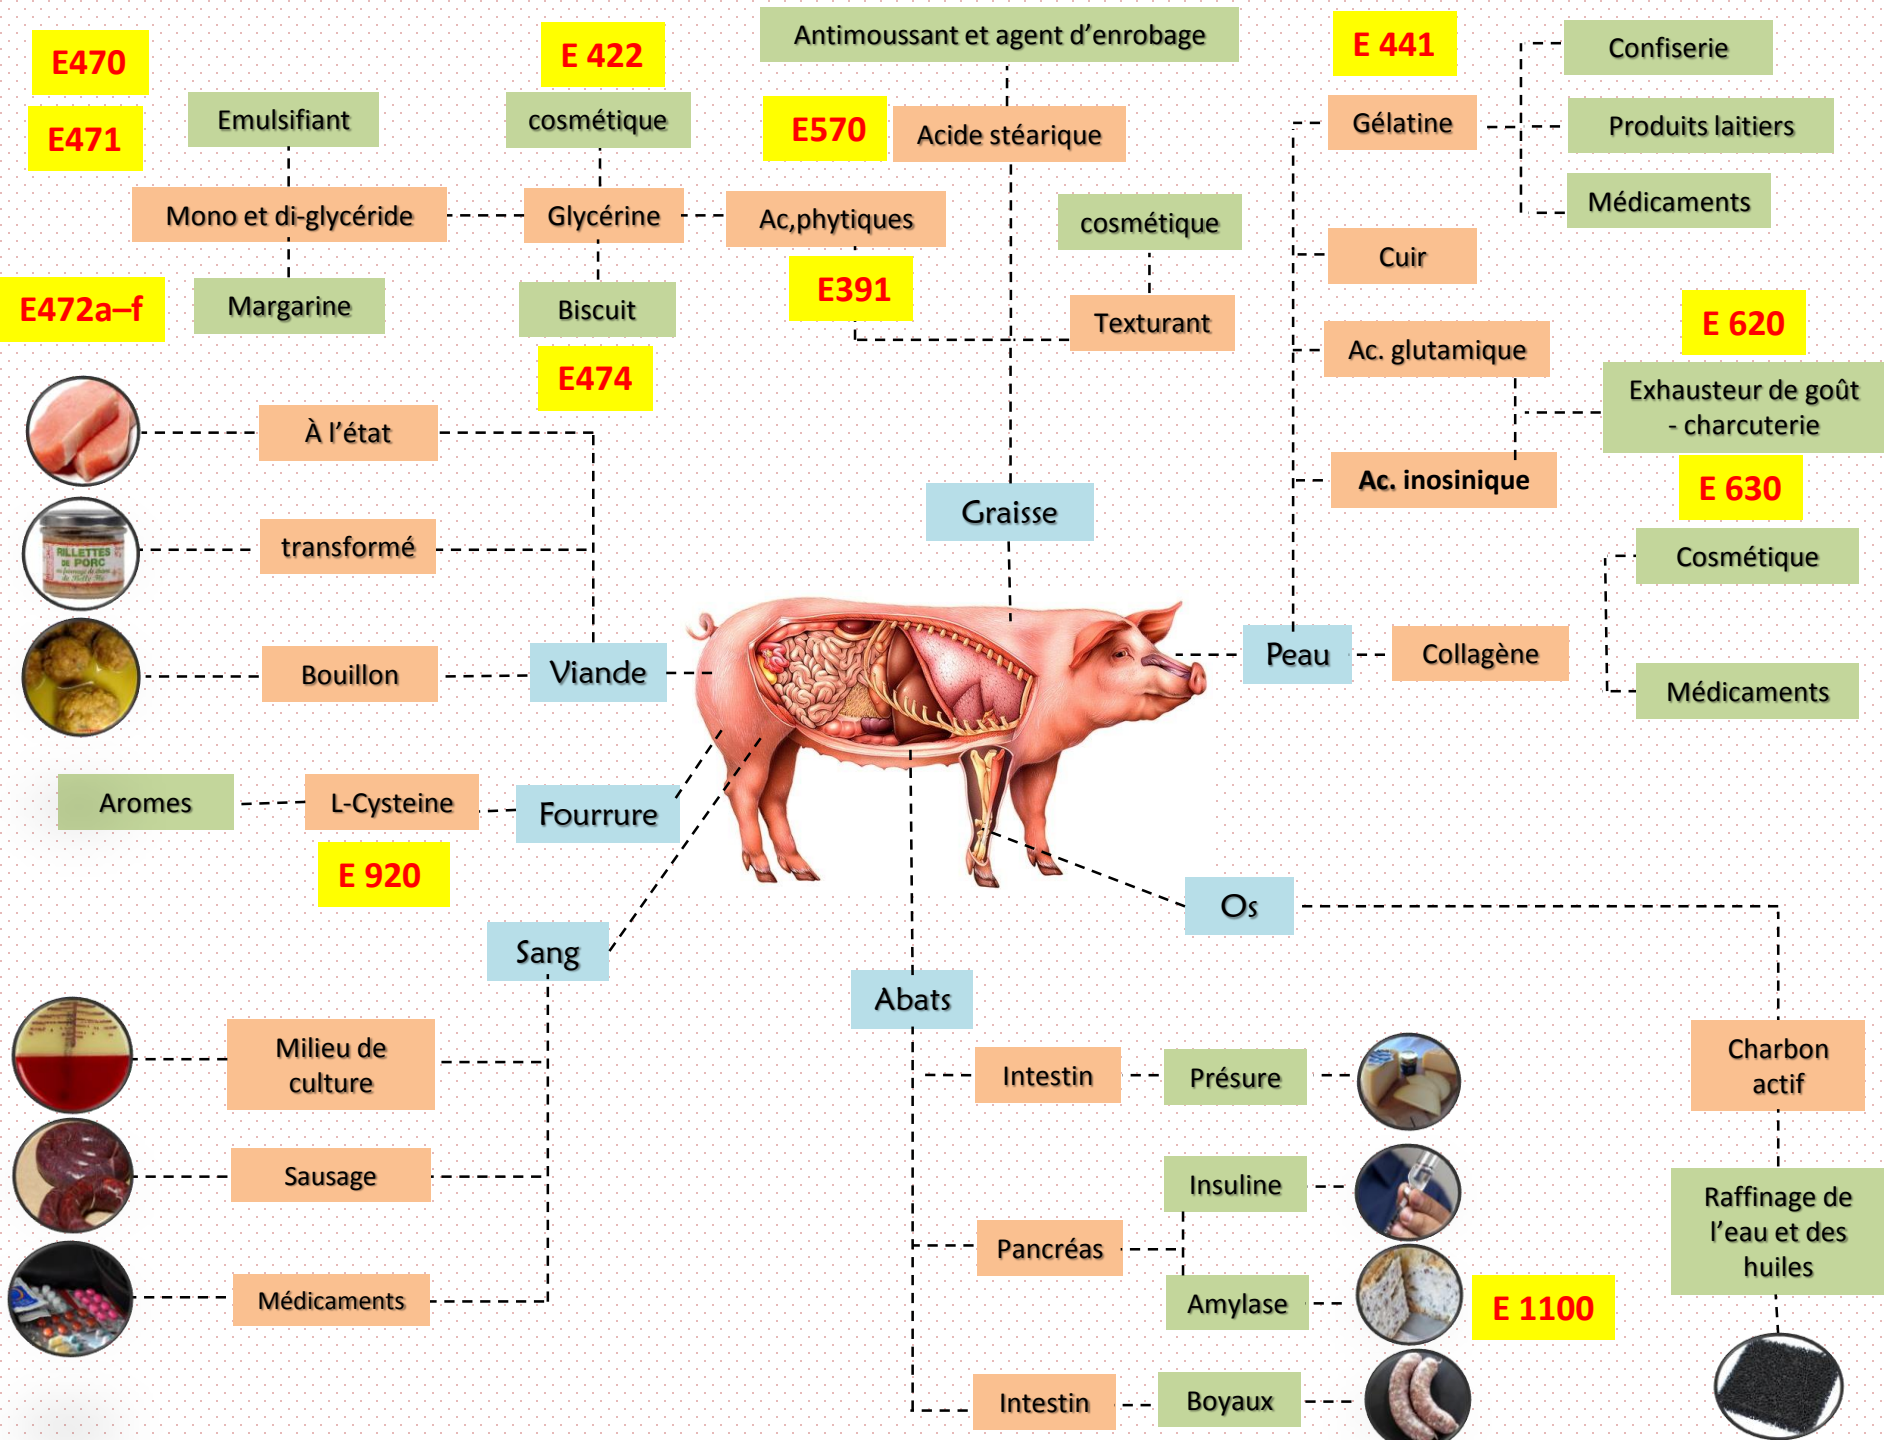 Antimoussant et agent d’enrobage
E470
E 422
E 441
Confiserie
E471
Emulsifiant
cosmétique
E570
Acide stéarique
Gélatine
Produits laitiers
Mono et di-glycéride
Glycérine
Ac,phytiques
cosmétique
Médicaments
Cuir
E472a–f
Margarine
Biscuit
E391
Texturant
E 620
E474
Ac. glutamique
Exhausteur de goût
- charcuterie
À l’état
Ac. inosinique
E 630
Graisse
transformé
RILLETTES
DE PORC
Cosmétique
Bouillon
Viande
Peau
Collagène
Médicaments
Aromes
L-Cysteine
Fourrure
E 920
Os
Sang
Abats
Milieu de
culture
Intestin
Présure
Charbon
actif
Sausage
Insuline
Raffinage de
l’eau et des
huiles
Pancréas
Médicaments
Amylase
E 1100
Intestin
Boyaux